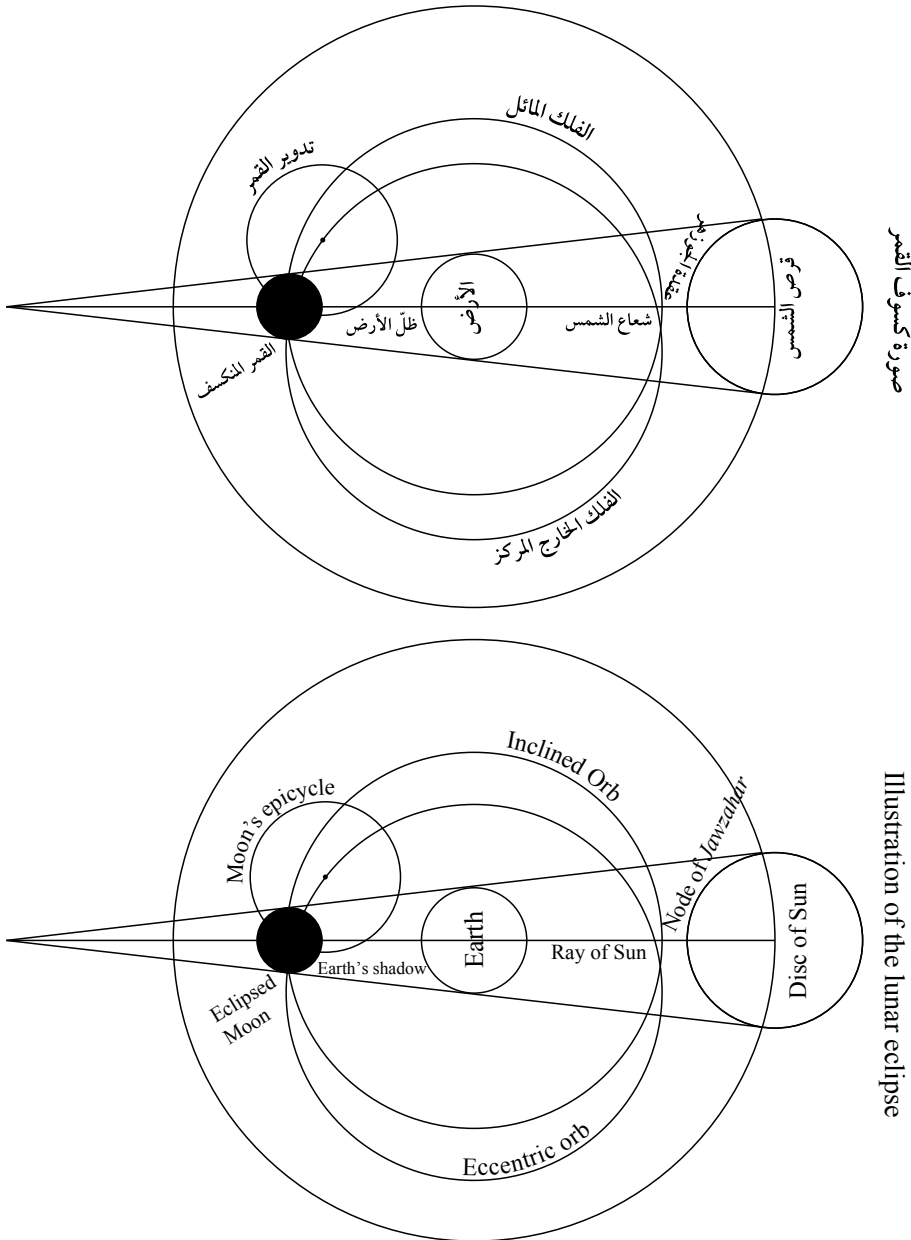 صورة كسوف القمر
الفلك المائل
تدوير القمر
عقدة الجوزهر
قرص الشمس
الأرض
شعاع الشمس
ظلّ الأرض
القمر المنكسف
الفلك الخارج المركز
Illustration of the lunar eclipse
Inclined Orb
Moon's epicycle
Node of Jawzahar
Disc of Sun
Earth
Ray of Sun
Earth's shadow
Eclipsed
Moon
Eccentric orb